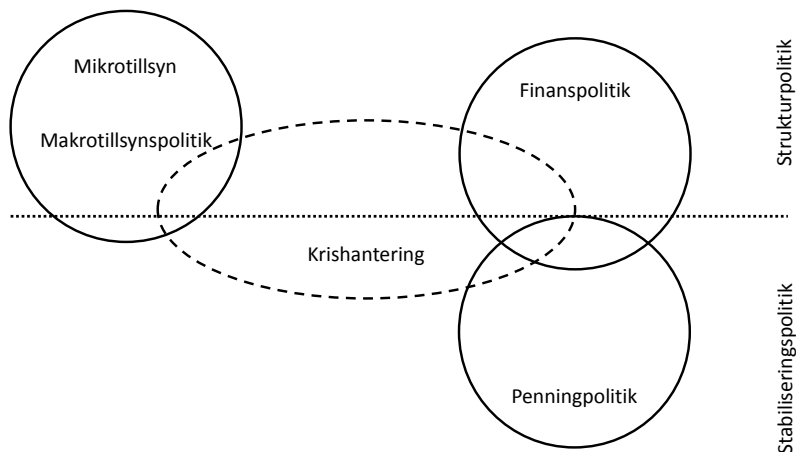 Mikrotillsyn
Makrotillsynspolitik
Finanspolitik
Strukturpolitik
Krishantering
Penningpolitik
Stabiliseringspolitik